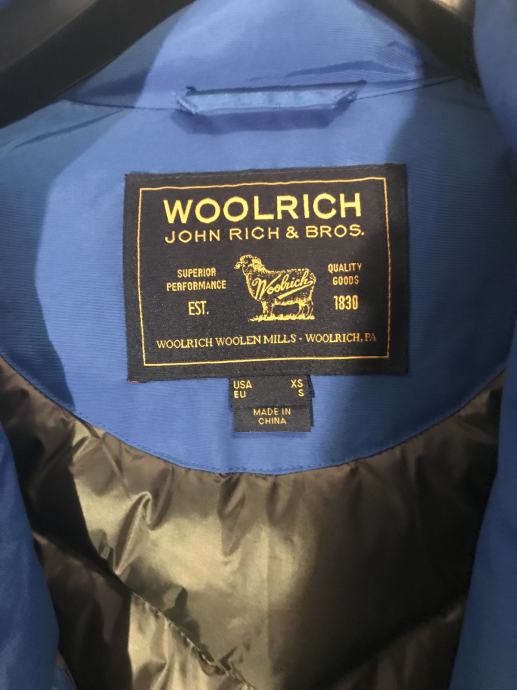 WOOLRICH
JOHN RICH & BROS.
SUPERIOR
PERFORMANCE
EST.
Woolrich
QUALITY
GOODS
1830
WOOLRICH WOOLEN MILLS - WOOLRICH, PA
USA XS
EU S
MADE IN
CHINA